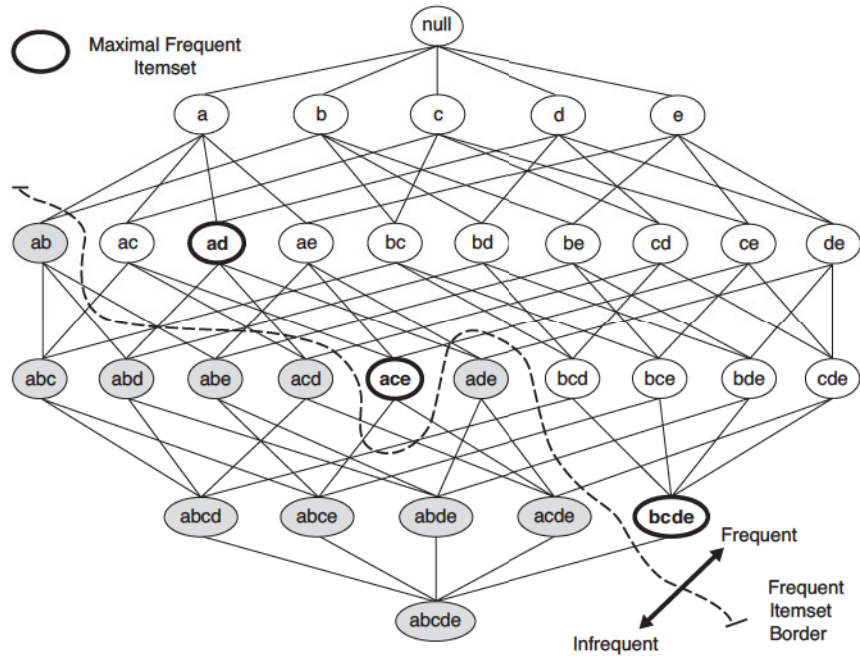 null
Maximal Frequent
Itemset
a
b
c
d
e
ab
ac
ad
ae
bc
bd
be
cd
ce
de
abc
abd
abe
acd
ace
ade
bcd
bce
bde
cde
abcd
abce
abde
acde
bcde
Frequent
Frequent
Itemset
Border
Infrequent
abcde